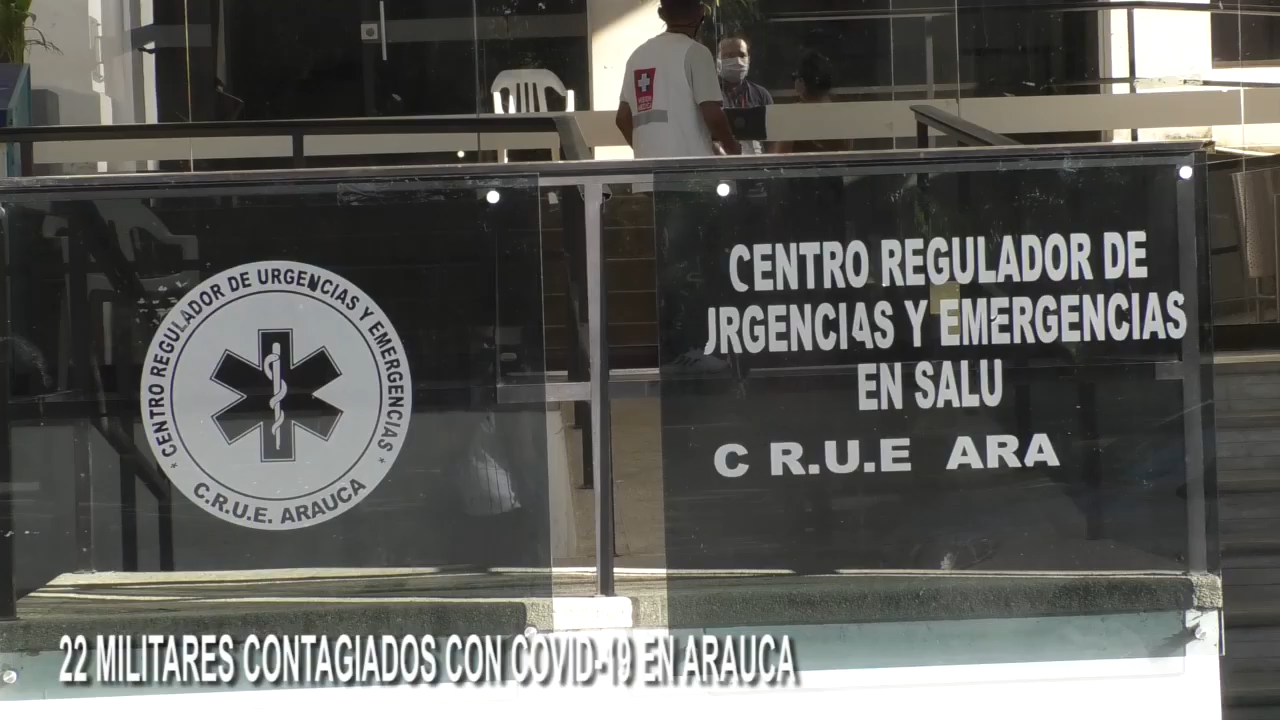 CENTRO REGULADOR DE URGENCIAS Y EMERGENCIAS
C.R.U.E. ARAUCA
CENTRO REGULADOR DE
URGENCIAS Y EMERGENCIAS
EN SALU
C R.U.E ARA
22 MILITARES CONTAGIADOS CON COVID-19 EN ARAUCA